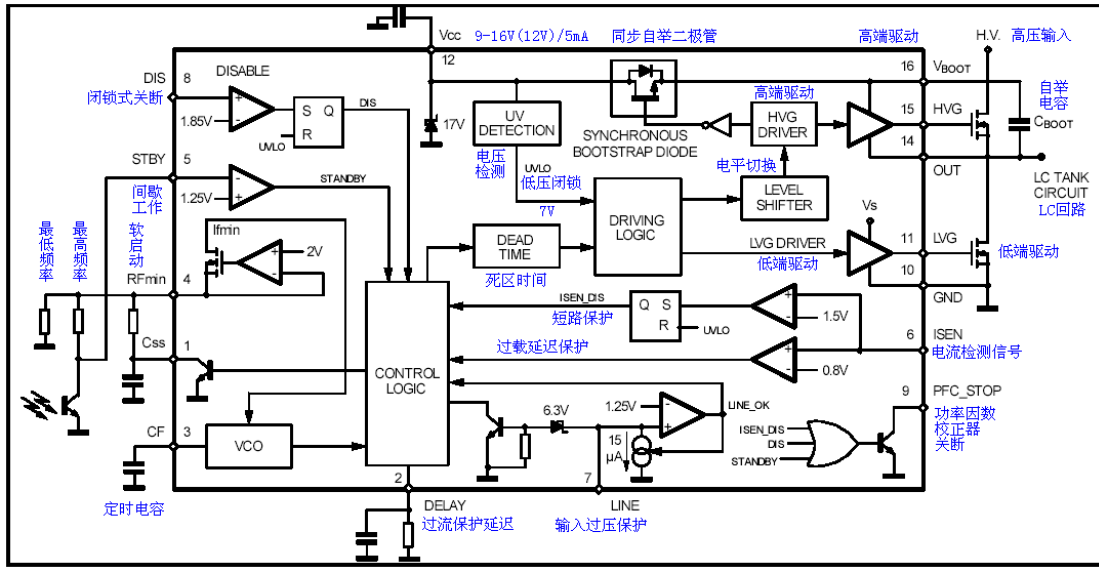 Vcc
9-16V(12V)/5mA
同步自举二极管
高端驱动
H.V.
高压输入
12
16
VBOOT
DIS
8
DISABLE
闭锁式关断
S Q
DIS
R
1.85V
UVLO
17V
UV
DETECTION
电压
检测
SYNCHRONOUS
BOOTSTRAP DIODE
高端驱动
HVG
DRIVER
15
HVG
14
自举
电容
CBOOT
OUT
LC TANK
CIRCUIT
LC回路
STBY
5
间歇
工作
1.25V
STANDBY
UVLO
低压闭锁
7V
电平切换
LEVEL
SHIFTER
DRIVING
LOGIC
Vs
最低频率
最高频率
软启动
Ifmin
2V
RFmin
4
DEAD
TIME
死区时间
LVG DRIVER
低端驱动
11
LVG
低端驱动
10
GND
ISEN_DIS
短路保护
Q S
R
UVLO
1.5V
6
ISEN
电流检测信号
Css
1
CONTROL
LOGIC
过载延迟保护
0.8V
9
PFC_STOP
功率因数
校正器
关断
6.3V
1.25V
LINE_OK
ISEN_DIS
DIS
STANDBY
CF
3
VCO
15
μA
2
7
定时电容
DELAY
过流保护延迟
LINE
输入过压保护